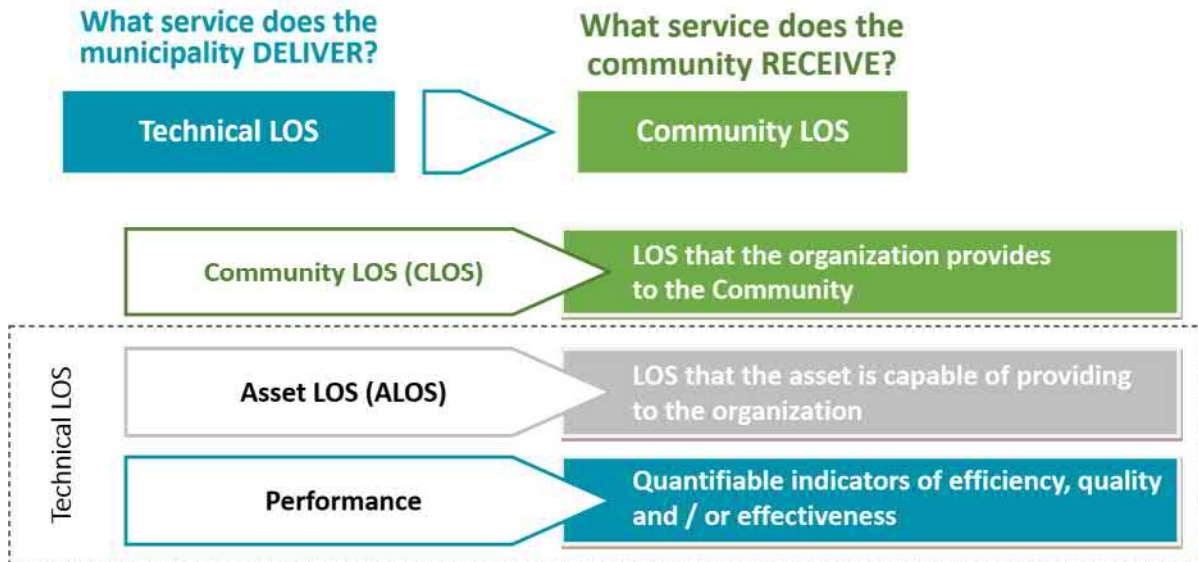 What service does the
municipality DELIVER?
What service does the
community RECEIVE?
Technical LOS
Community LOS
Community LOS (CLOS)
LOS that the organization provides
to the Community
Technical LOS
Asset LOS (ALOS)
LOS that the asset is capable of providing
to the organization
Performance
Quantifiable indicators of efficiency, quality
and / or effectiveness